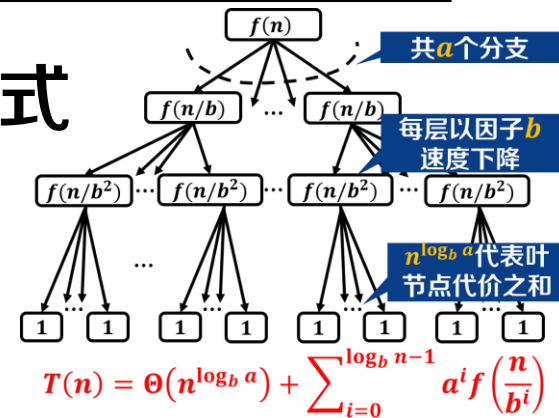 f(n)
共a个分支
式
f(n/b) ... f(n/b)
每层以因子b
速度下降
f(n/b²) ... f(n/b²) ... f(n/b²) ... f(n/b²)
n^{log_b a}代表叶
节点代价之和
...
... ... ... ...
1 1 1 1 1 1 1 1
T(n) = Θ(n^{log_b a}) + ∑_{i=0}^{log_b n−1} a^i f(n/b^i)